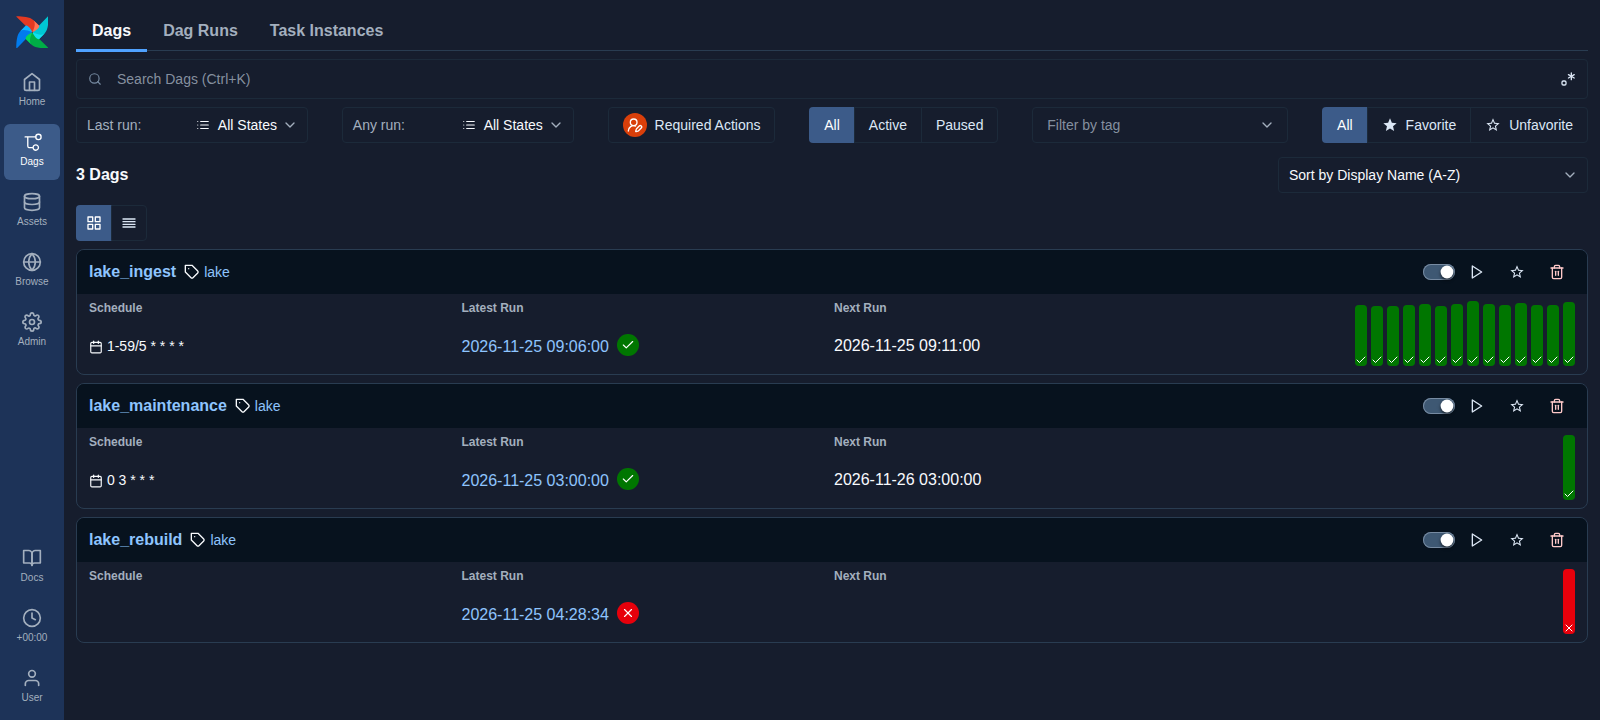 Dags Dag Runs Task Instances
Search Dags (Ctrl+K)
Home
Last run: All States Any run: All States Required Actions All Active Paused Filter by tag All Favorite Unfavorite
Dags
3 Dags Sort by Display Name (A-Z)
Assets
Browse
Admin
lake_ingest lake
Schedule Latest Run Next Run
1-59/5 * * * * 2026-11-25 09:06:00 2026-11-25 09:11:00
lake_maintenance lake
Schedule Latest Run Next Run
0 3 * * * 2026-11-25 03:00:00 2026-11-26 03:00:00
lake_rebuild lake
Schedule Latest Run Next Run
2026-11-25 04:28:34
Docs
+00:00
User